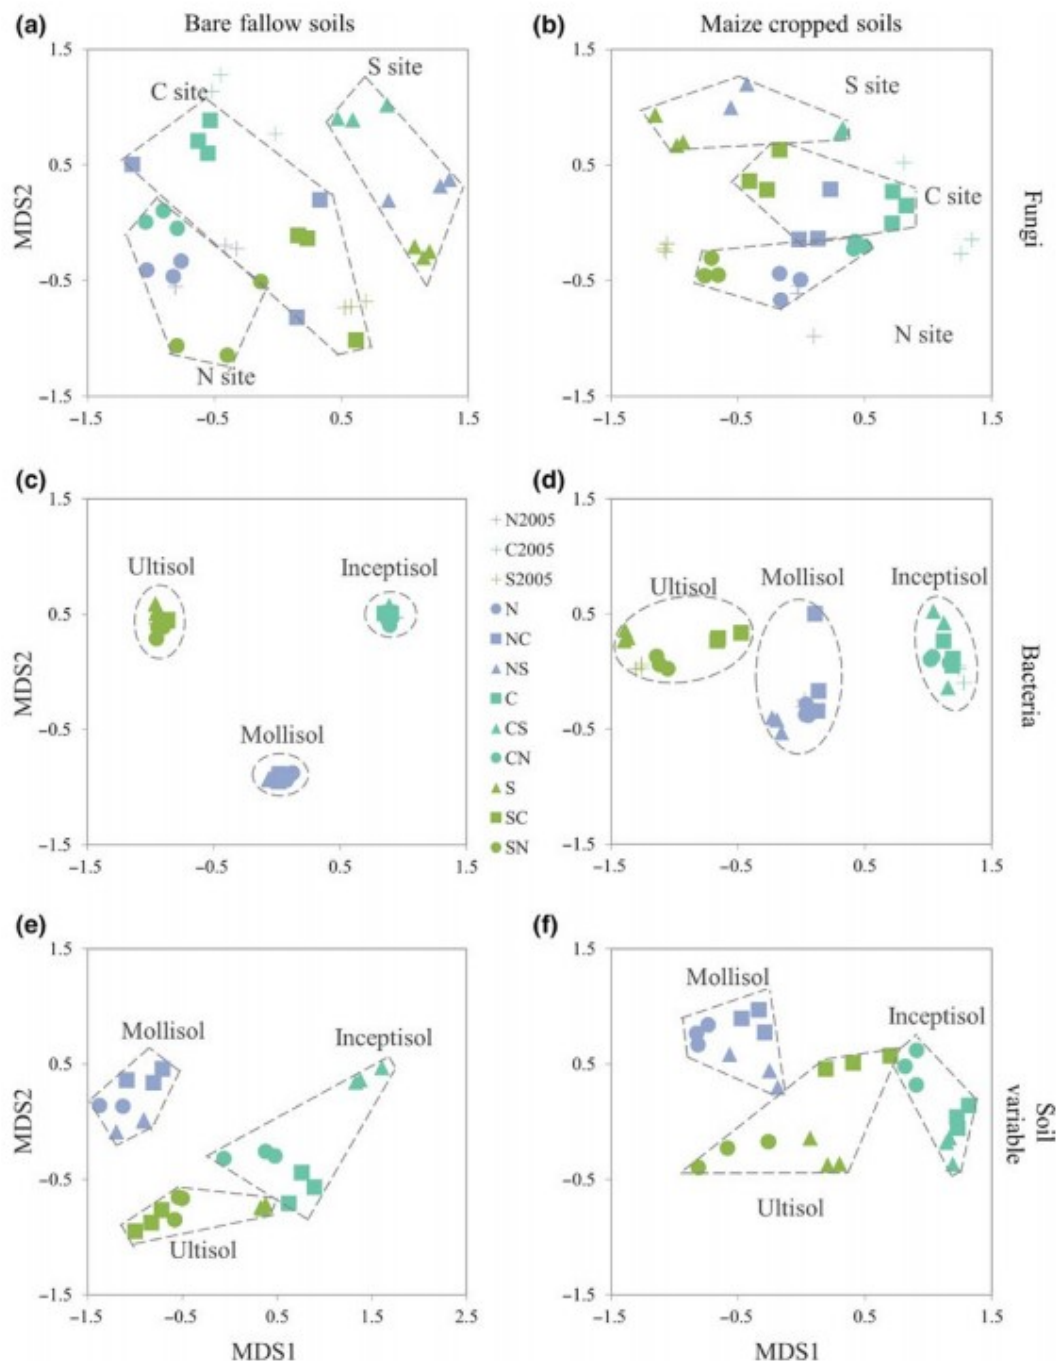 (a) Bare fallow soils
(b) Maize cropped soils
1.5
C site
S site
0.5
MDS2
−0.5
N site
−1.5
−1.5 −0.5 0.5 1.5
1.5
S site
0.5
C site
−0.5
N site
−1.5
−1.5 −0.5 0.5 1.5
Fungi
(c)
1.5
Ultisol
Inceptisol
0.5
MDS2
−0.5
Mollisol
−1.5
−1.5 −0.5 0.5 1.5
N2005
C2005
S2005
N
NC
NS
C
CS
CN
S
SC
SN
(d)
1.5
Ultisol
Mollisol
Inceptisol
0.5
−0.5
−1.5
−1.5 −0.5 0.5 1.5
Bacteria
(e)
1.5
Mollisol
Inceptisol
0.5
MDS2
−0.5
Ultisol
−1.5
−1.5 −0.5 0.5 1.5 2.5
MDS1
(f)
1.5
Mollisol
Inceptisol
0.5
−0.5
Ultisol
−1.5
−1.5 −0.5 0.5 1.5
MDS1
Soil
variable